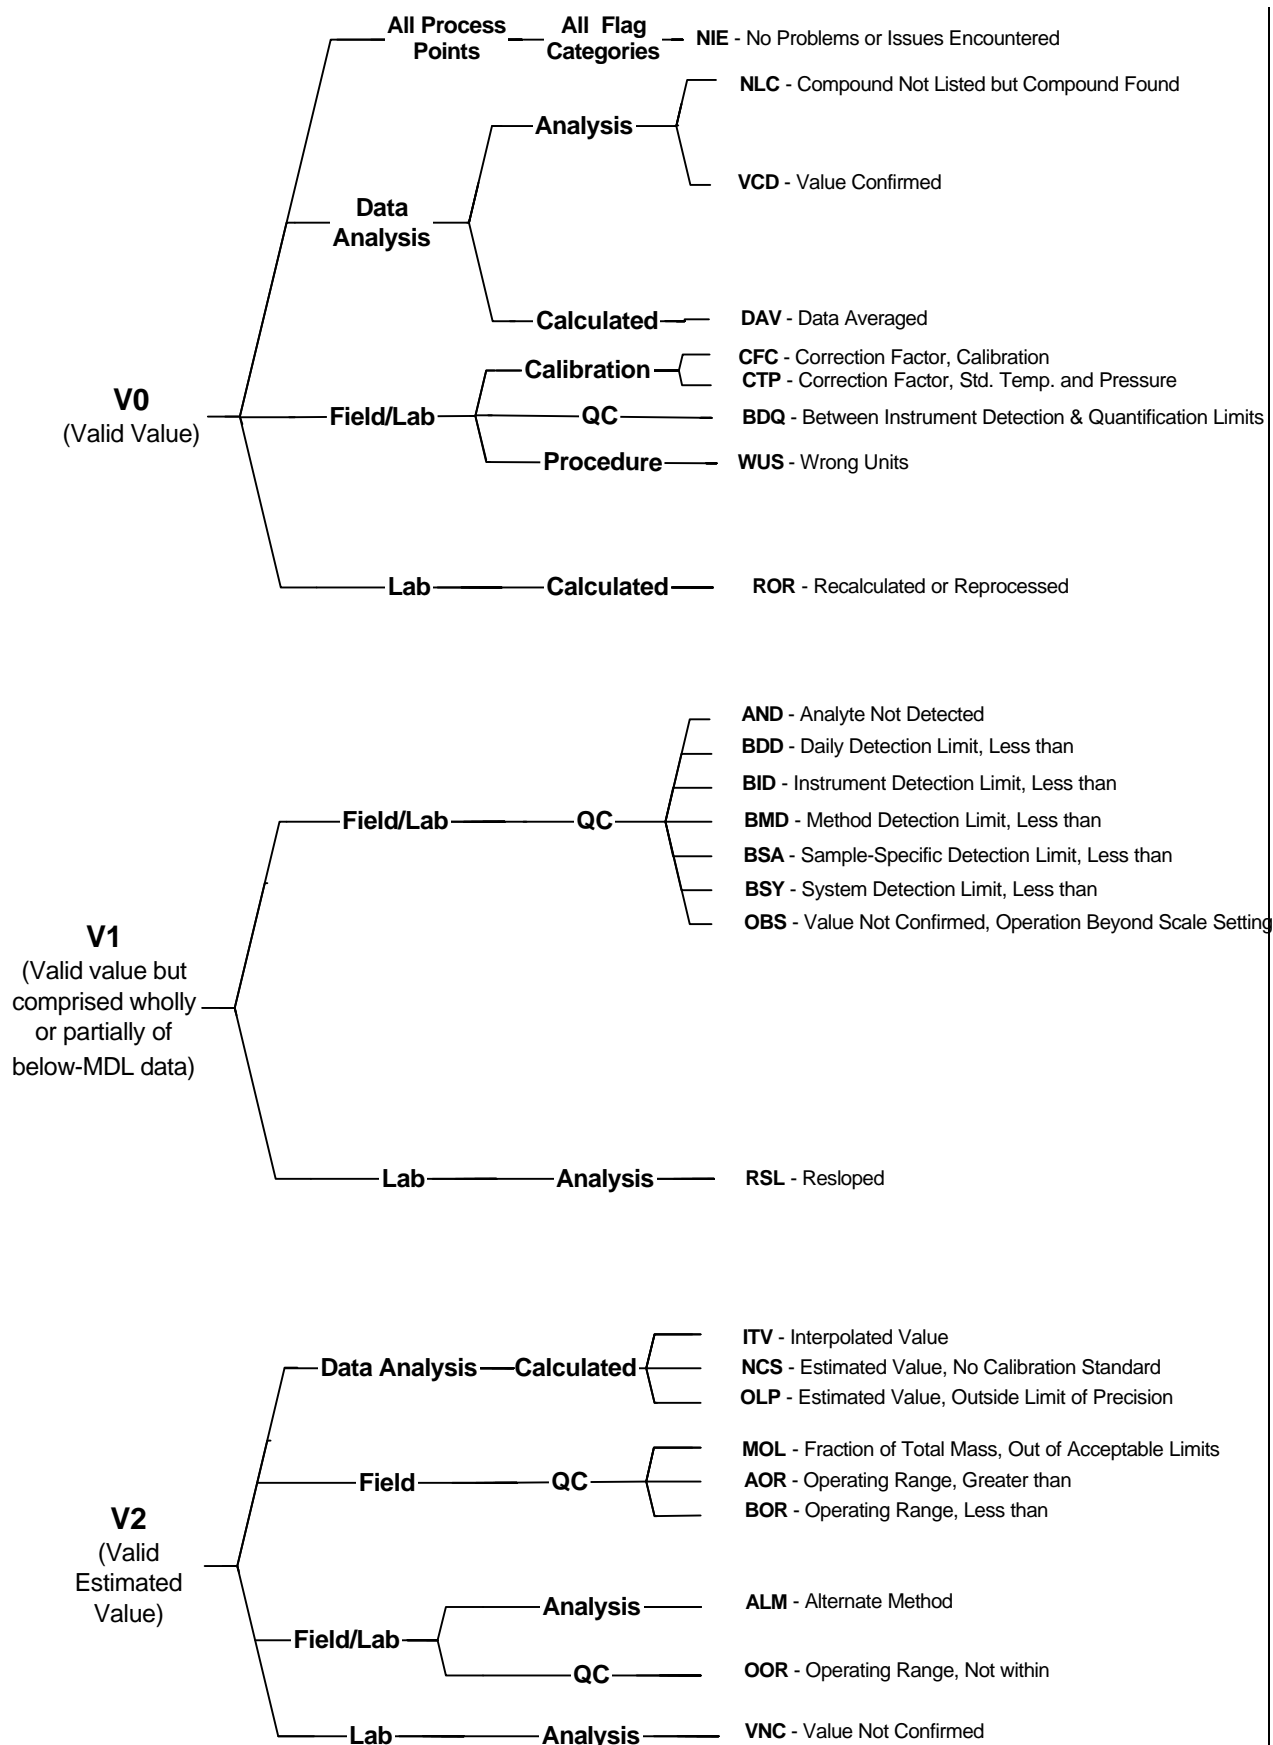 All Process
Points
All Flag
Categories
NIE - No Problems or Issues Encountered
NLC - Compound Not Listed but Compound Found
Analysis
VCD - Value Confirmed
Data
Analysis
Calculated
DAV - Data Averaged
Calibration
CFC - Correction Factor, Calibration
CTP - Correction Factor, Std. Temp. and Pressure
V0
(Valid Value)
Field/Lab
QC
BDQ - Between Instrument Detection & Quantification Limits
Procedure
WUS - Wrong Units
Lab
Calculated
ROR - Recalculated or Reprocessed
AND - Analyte Not Detected
BDD - Daily Detection Limit, Less than
BID - Instrument Detection Limit, Less than
Field/Lab
QC
BMD - Method Detection Limit, Less than
BSA - Sample-Specific Detection Limit, Less than
BSY - System Detection Limit, Less than
OBS - Value Not Confirmed, Operation Beyond Scale Setting
V1
(Valid value but
comprised wholly
or partially of
below-MDL data)
Lab
Analysis
RSL - Resloped
ITV - Interpolated Value
Data Analysis
Calculated
NCS - Estimated Value, No Calibration Standard
OLP - Estimated Value, Outside Limit of Precision
MOL - Fraction of Total Mass, Out of Acceptable Limits
Field
QC
AOR - Operating Range, Greater than
BOR - Operating Range, Less than
V2
(Valid
Estimated
Value)
Analysis
ALM - Alternate Method
Field/Lab
QC
OOR - Operating Range, Not within
Lab
Analysis
VNC - Value Not Confirmed